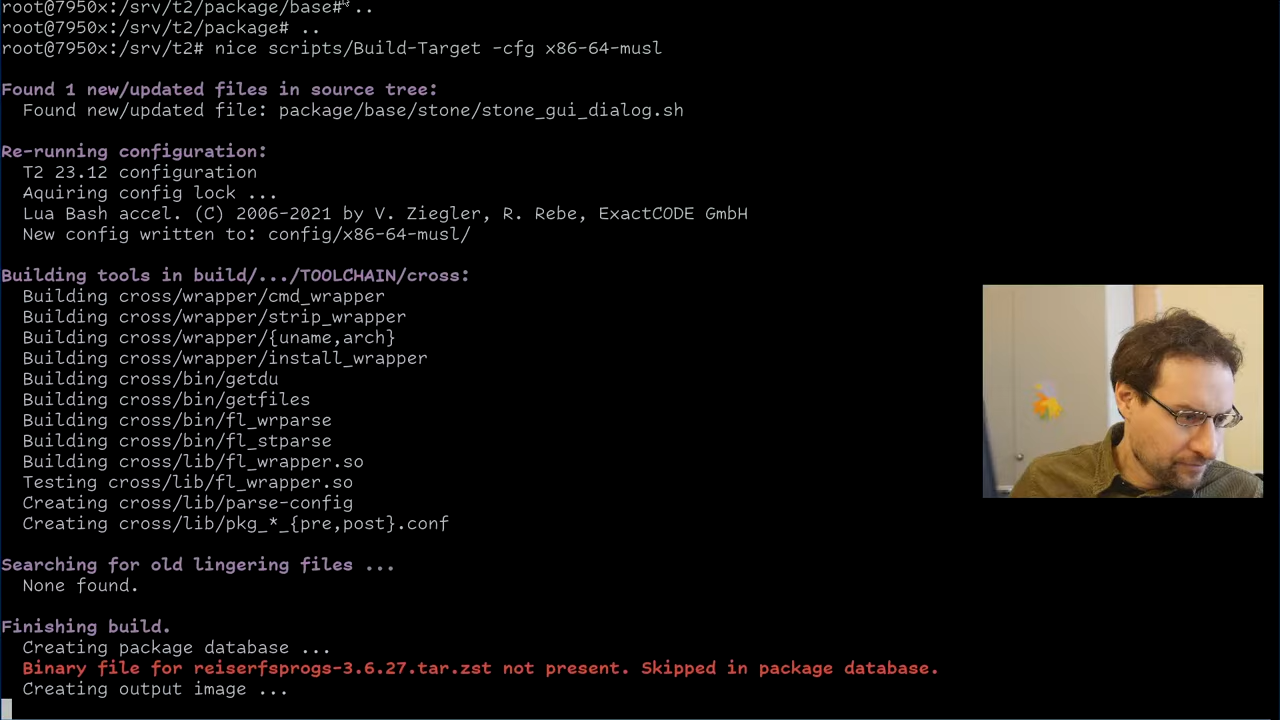 root@7950x:/srv/t2/package/base# ..
root@7950x:/srv/t2/package# ..
root@7950x:/srv/t2# nice scripts/Build-Target -cfg x86-64-musl
Found 1 new/updated files in source tree:
Found new/updated file: package/base/stone/stone_gui_dialog.sh
Re-running configuration:
T2 23.12 configuration
Aquiring config lock ...
Lua Bash accel. (C) 2006-2021 by V. Ziegler, R. Rebe, ExactCODE GmbH
New config written to: config/x86-64-musl/
Building tools in build/.../TOOLCHAIN/cross:
Building cross/wrapper/cmd_wrapper
Building cross/wrapper/strip_wrapper
Building cross/wrapper/{uname,arch}
Building cross/wrapper/install_wrapper
Building cross/bin/getdu
Building cross/bin/getfiles
Building cross/bin/fl_wrparse
Building cross/bin/fl_stparse
Building cross/lib/fl_wrapper.so
Testing cross/lib/fl_wrapper.so
Creating cross/lib/parse-config
Creating cross/lib/pkg_*_{pre,post}.conf
Searching for old lingering files ...
None found.
Finishing build.
Creating package database ...
Binary file for reiserfsprogs-3.6.27.tar.zst not present. Skipped in package database.
Creating output image ...